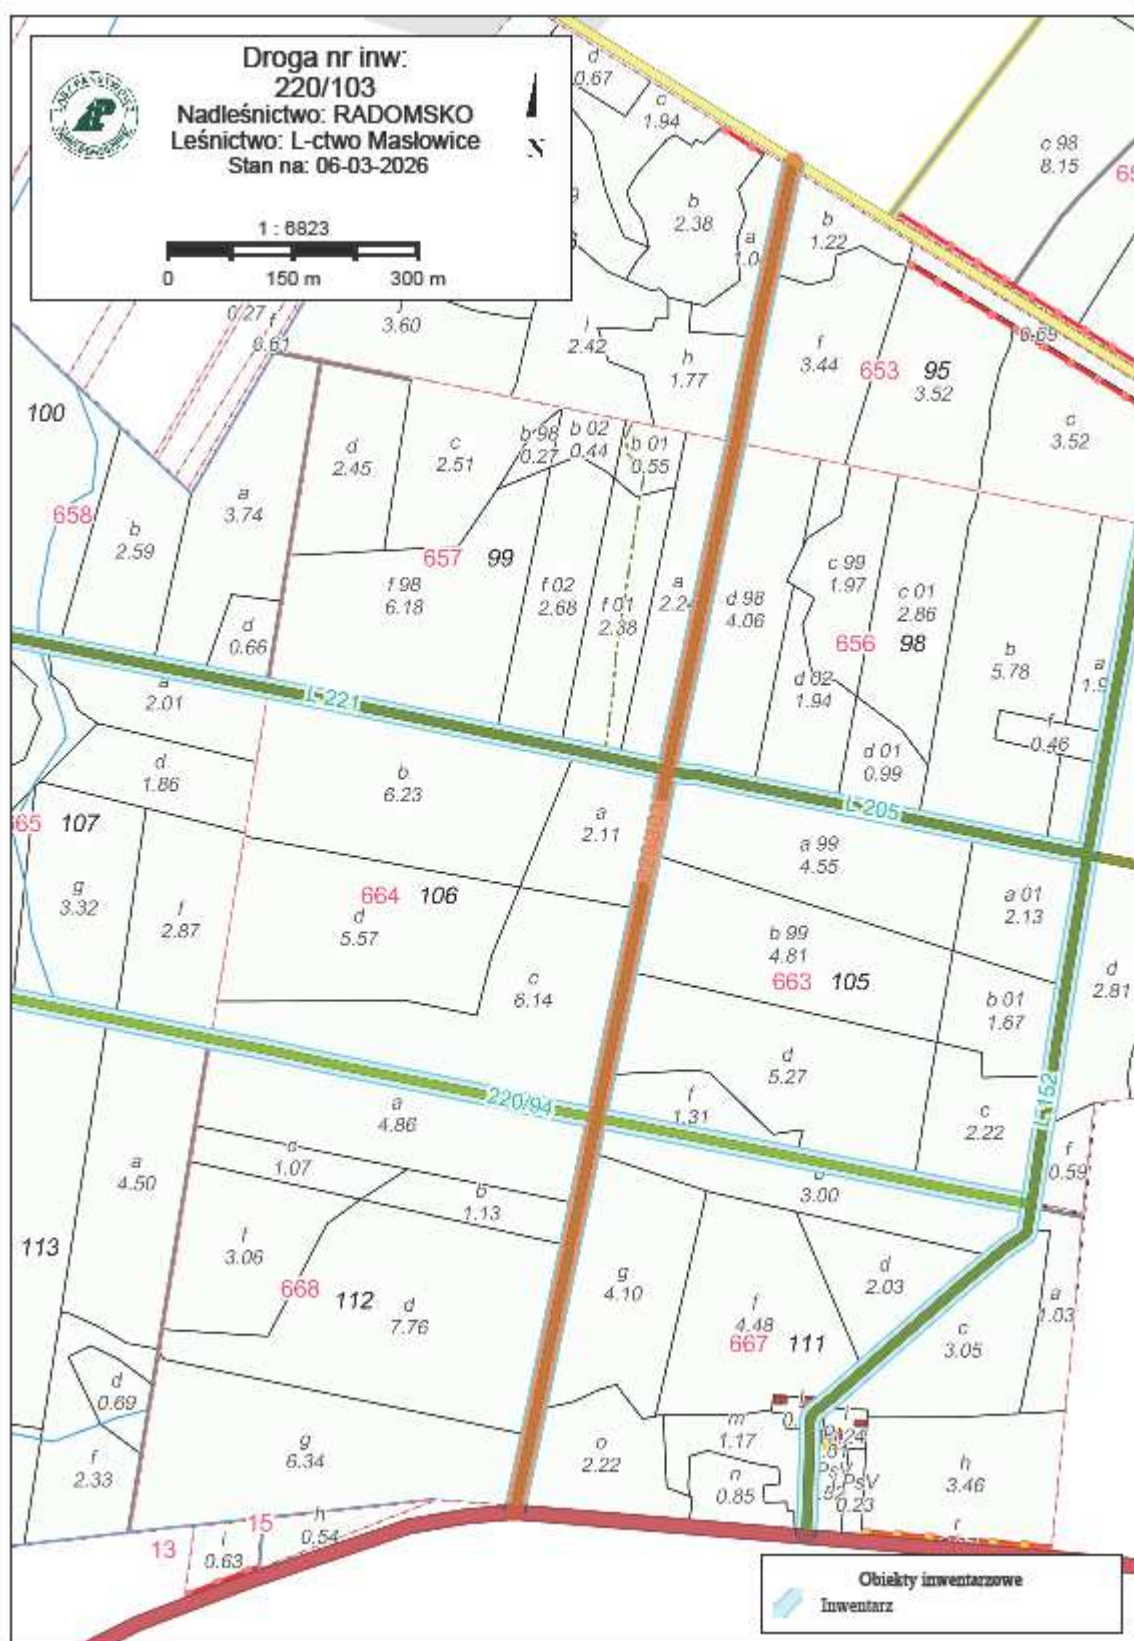 Droga nr inw:
220/103
Nadleśnictwo: RADOMSKO
Leśnictwo: L-ctwo Masłowice
Stan na: 06-03-2026
N
1 : 6823
0 150 m 300 m
d
0.67
c
1.94
b
2.38
a
b
1.22
c 98
8.15
0.27
f
0.61
3.60
2.42
h
1.77
f
3.44
653
95
3.52
0.69
c
3.52
100
658
b
2.59
a
3.74
d
2.45
c
2.51
b 98
0.27
b 02
0.44
b 01
0.55
657
99
f 98
6.18
f 02
2.68
f 01
2.38
a
d 98
4.06
c 99
1.97
c 01
2.86
656
98
d 02
1.94
d 01
0.99
b
5.78
a
f
0.46
d
0.66
L-221
a
2.01
d
1.86
b
6.23
a
2.11
L-205
107
g
3.32
f
2.87
664
106
d
5.57
c
6.14
a 99
4.55
a 01
2.13
b 99
4.81
663
105
b 01
1.67
d
2.81
d
5.27
f
1.31
c
2.22
L-152
f
0.59
220/94
a
4.86
1.07
b
1.13
3.00
a
4.50
113
f
3.06
668
112
d
7.76
g
4.10
f
4.48
667
111
d
2.03
c
3.05
a
1.03
d
0.69
f
2.33
g
6.34
o
2.22
m
1.17
n
0.85
PsV
0.23
h
3.46
15
13
h
0.54
0.63
Obiekty inwentarzowe
Inwentarz